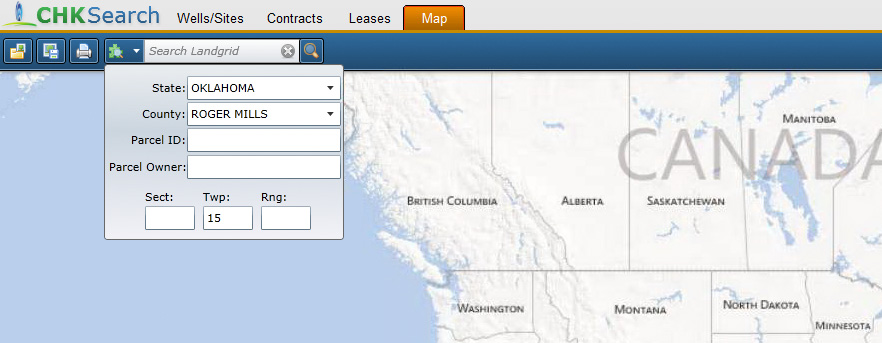 CHKSearch Wells/Sites Contracts Leases Map
Search Landgrid
State: OKLAHOMA
County: ROGER MILLS
Parcel ID:
Parcel Owner:
Sect: Twp: Rng:
15
MANITOBA
CANADA
BRITISH COLUMBIA ALBERTA SASKATCHEWAN
WASHINGTON MONTANA NORTH DAKOTA
MINNESOTA